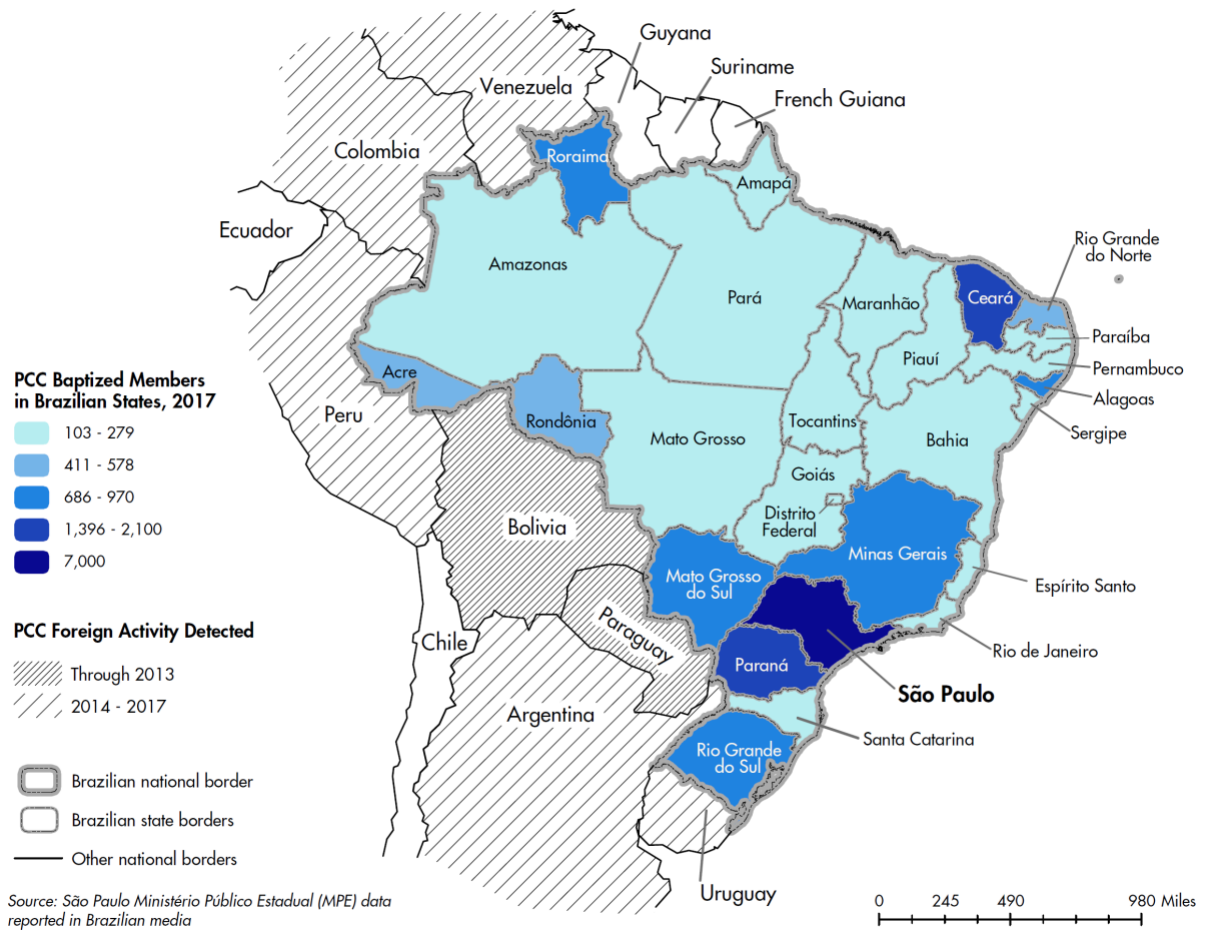 Guyana
Suriname
French Guiana
Venezuela
Colombia
Ecuador
Roraima
Amapá
Amazonas
Pará
Maranhão
Ceará
Rio Grande
do Norte
Paraíba
Piauí
Pernambuco
Alagoas
Sergipe
Acre
Rondônia
Peru
Mato Grosso
Tocantins
Bahia
Goiás
Distrito
Federal
Bolivia
Minas Gerais
Mato Grosso
do Sul
Espírito Santo
Rio de Janeiro
Paraguay
Chile
Paraná
São Paulo
Argentina
Santa Catarina
Rio Grande
do Sul
Uruguay
PCC Baptized Members
in Brazilian States, 2017
103 - 279
411 - 578
686 - 970
1,396 - 2,100
7,000
PCC Foreign Activity Detected
Through 2013
2014 - 2017
Brazilian national border
Brazilian state borders
Other national borders
Source: São Paulo Ministério Público Estadual (MPE) data
reported in Brazilian media
0 245 490 980 Miles